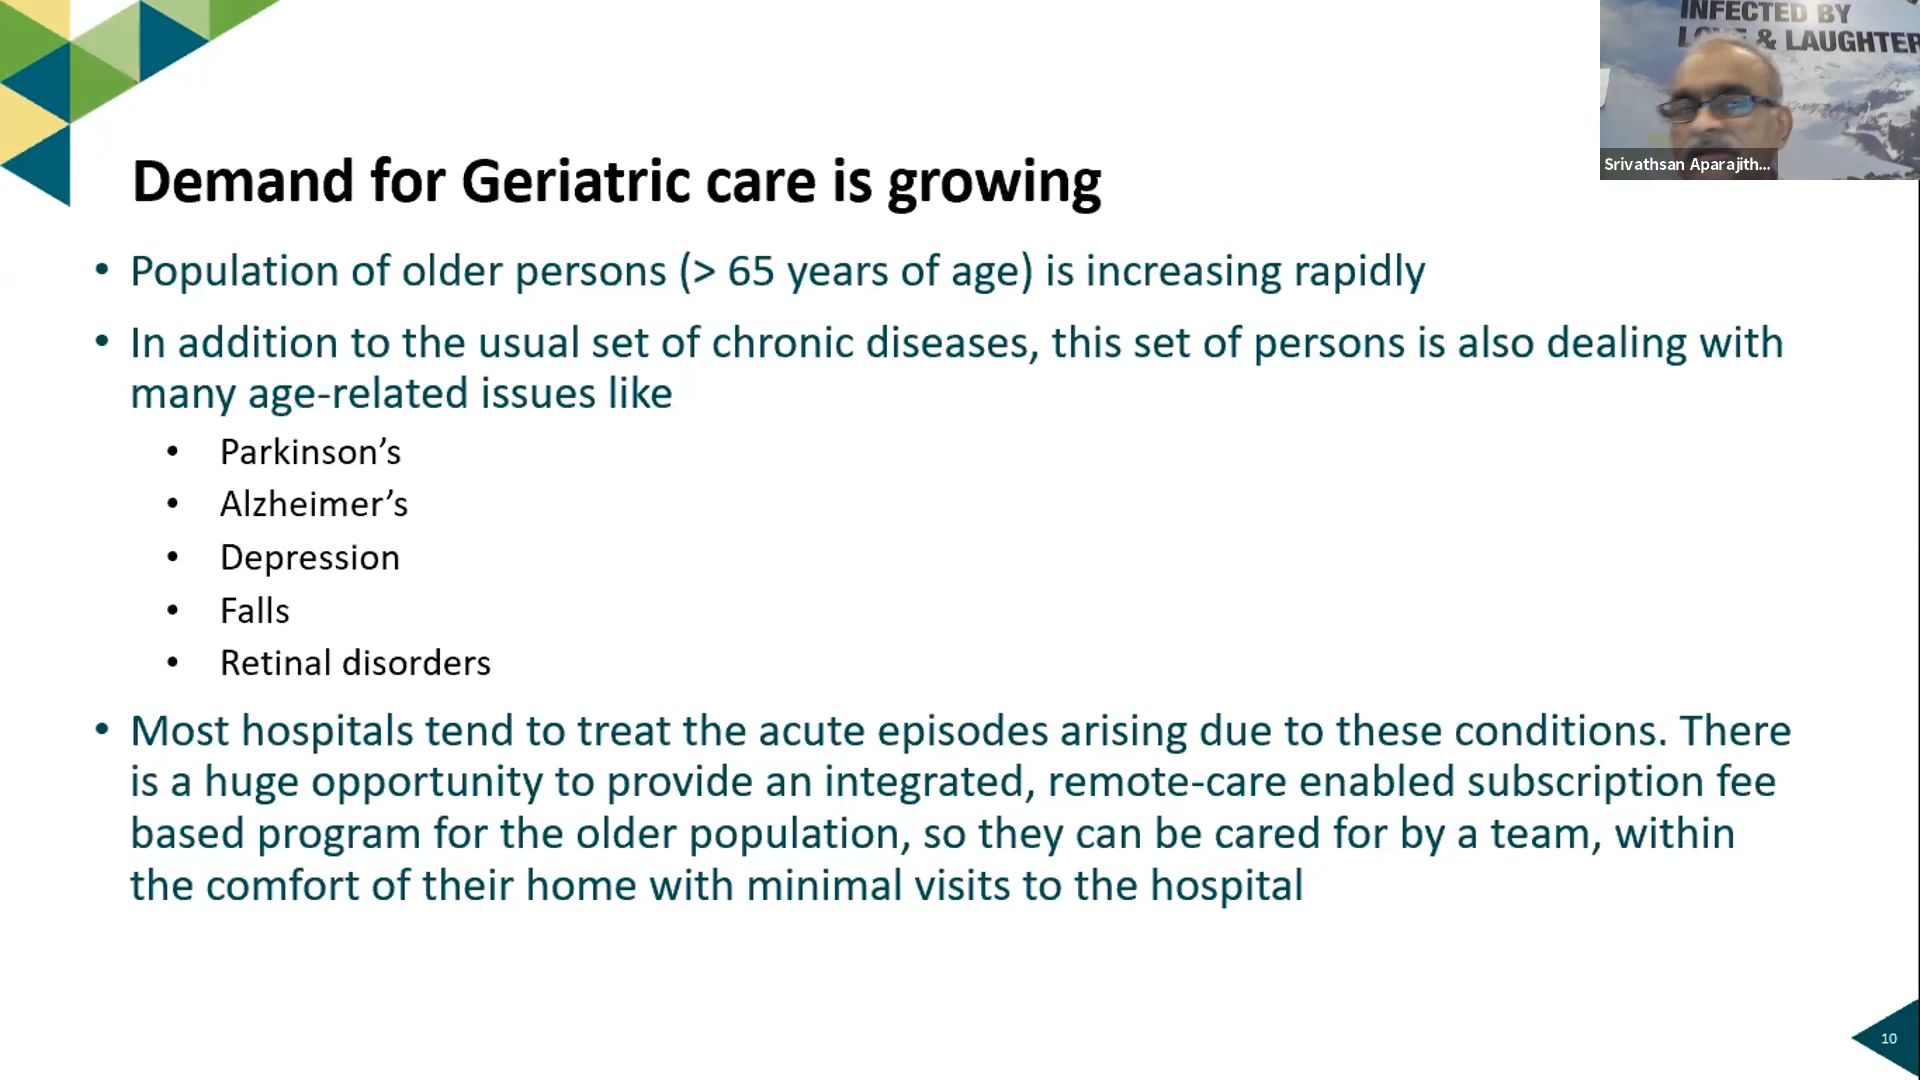 INFECTED BY
LOVE & LAUGHTER
Srivathsan Aparajith...
Demand for Geriatric care is growing
• Population of older persons (> 65 years of age) is increasing rapidly
• In addition to the usual set of chronic diseases, this set of persons is also dealing with
many age-related issues like
• Parkinson’s
• Alzheimer’s
• Depression
• Falls
• Retinal disorders
• Most hospitals tend to treat the acute episodes arising due to these conditions. There
is a huge opportunity to provide an integrated, remote-care enabled subscription fee
based program for the older population, so they can be cared for by a team, within
the comfort of their home with minimal visits to the hospital
10